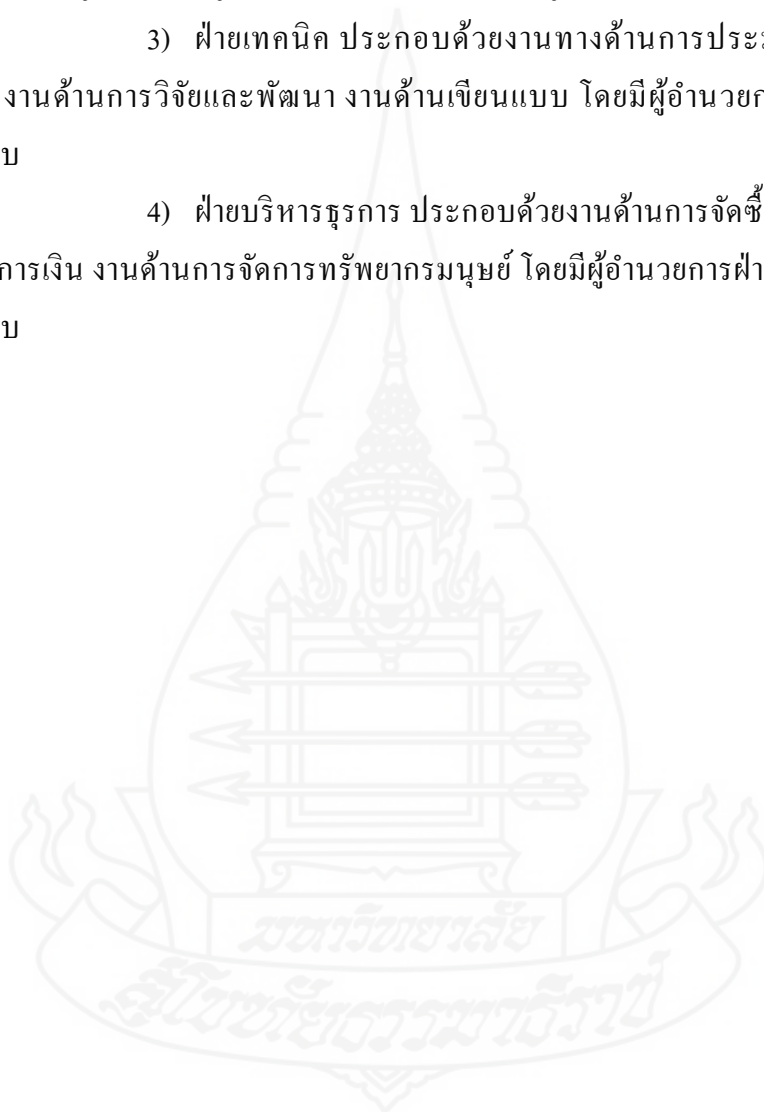 3) ฝ่ายเทคนิค ประกอบด้วยงานทางด้านการประม
งานด้านการวิจัยและพัฒนา งานด้านเขียนแบบ โดยมีผู้อำนวยก
บ
4) ฝ่ายบริหารธุรการ ประกอบด้วยงานด้านการจัดซื้
การเงิน งานด้านการจัดการทรัพยากรมนุษย์ โดยมีผู้อำนวยการฝ่า
บ
มหาวิทยาลัย
สุโขทัยธรรมาธิราช